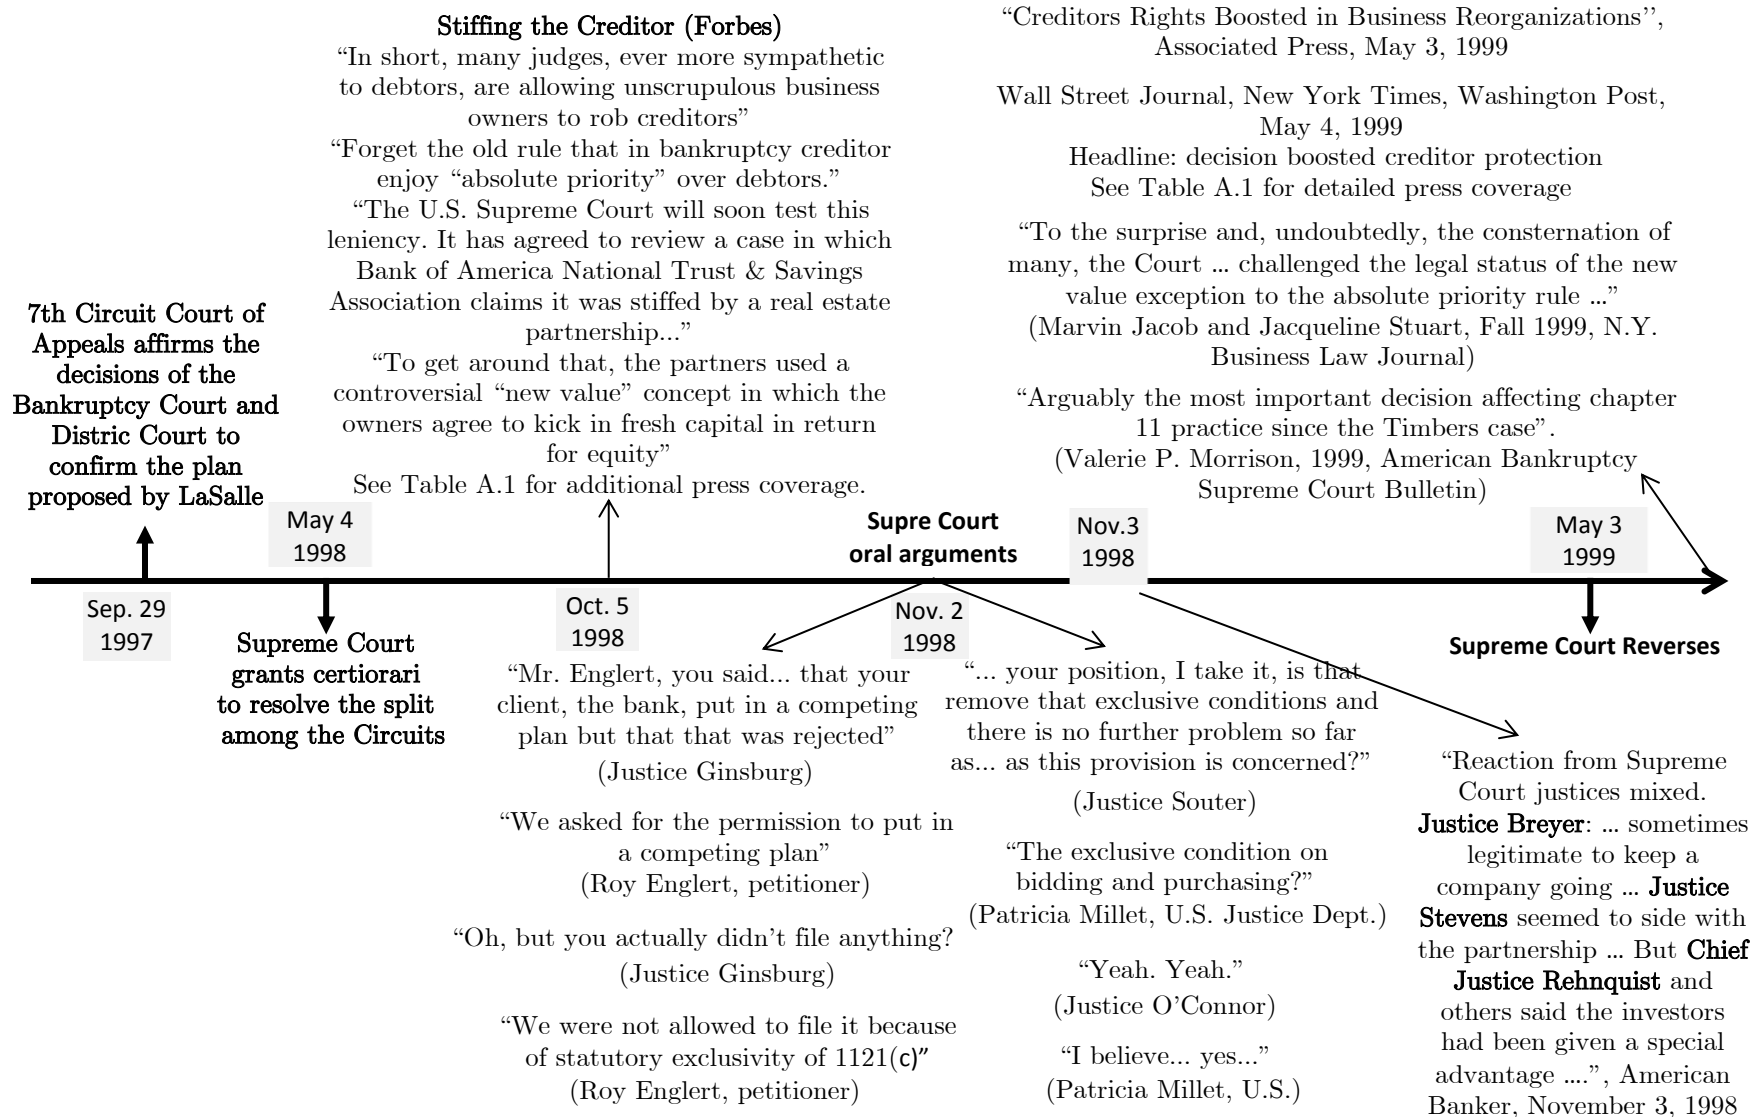 Stiffing the Creditor (Forbes)
“In short, many judges, ever more sympathetic
to debtors, are allowing unscrupulous business
owners to rob creditors”
“Forget the old rule that in bankruptcy creditor
enjoy “absolute priority” over debtors.”
“The U.S. Supreme Court will soon test this
leniency. It has agreed to review a case in which
Bank of America National Trust & Savings
Association claims it was stiffed by a real estate
partnership...”
“To get around that, the partners used a
controversial “new value” concept in which the
owners agree to kick in fresh capital in return
for equity”
See Table A.1 for additional press coverage.
“Creditors Rights Boosted in Business Reorganizations’’,
Associated Press, May 3, 1999
Wall Street Journal, New York Times, Washington Post,
May 4, 1999
Headline: decision boosted creditor protection
See Table A.1 for detailed press coverage
“To the surprise and, undoubtedly, the consternation of
many, the Court … challenged the legal status of the new
value exception to the absolute priority rule …”
(Marvin Jacob and Jacqueline Stuart, Fall 1999, N.Y.
Business Law Journal)
“Arguably the most important decision affecting chapter
11 practice since the Timbers case”.
(Valerie P. Morrison, 1999, American Bankruptcy
Supreme Court Bulletin)
7th Circuit Court of
Appeals affirms the
decisions of the
Bankruptcy Court and
Distric Court to
confirm the plan
proposed by LaSalle
May 4
1998
Supre Court
oral arguments
Nov.3
1998
May 3
1999
Sep. 29
1997
Supreme Court
grants certiorari
to resolve the split
among the Circuits
Oct. 5
1998
Nov. 2
1998
Supreme Court Reverses
“Mr. Englert, you said... that your
client, the bank, put in a competing
plan but that that was rejected”
(Justice Ginsburg)
“We asked for the permission to put in
a competing plan”
(Roy Englert, petitioner)
“Oh, but you actually didn’t file anything?
(Justice Ginsburg)
“We were not allowed to file it because
of statutory exclusivity of 1121(c)”
(Roy Englert, petitioner)
“... your position, I take it, is that
remove that exclusive conditions and
there is no further problem so far
as... as this provision is concerned?”
(Justice Souter)
“The exclusive condition on
bidding and purchasing?”
(Patricia Millet, U.S. Justice Dept.)
“Yeah. Yeah.”
(Justice O’Connor)
“I believe... yes...”
(Patricia Millet, U.S.)
“Reaction from Supreme
Court justices mixed.
Justice Breyer: … sometimes
legitimate to keep a
company going … Justice
Stevens seemed to side with
the partnership … But Chief
Justice Rehnquist and
others said the investors
had been given a special
advantage ….”, American
Banker, November 3, 1998